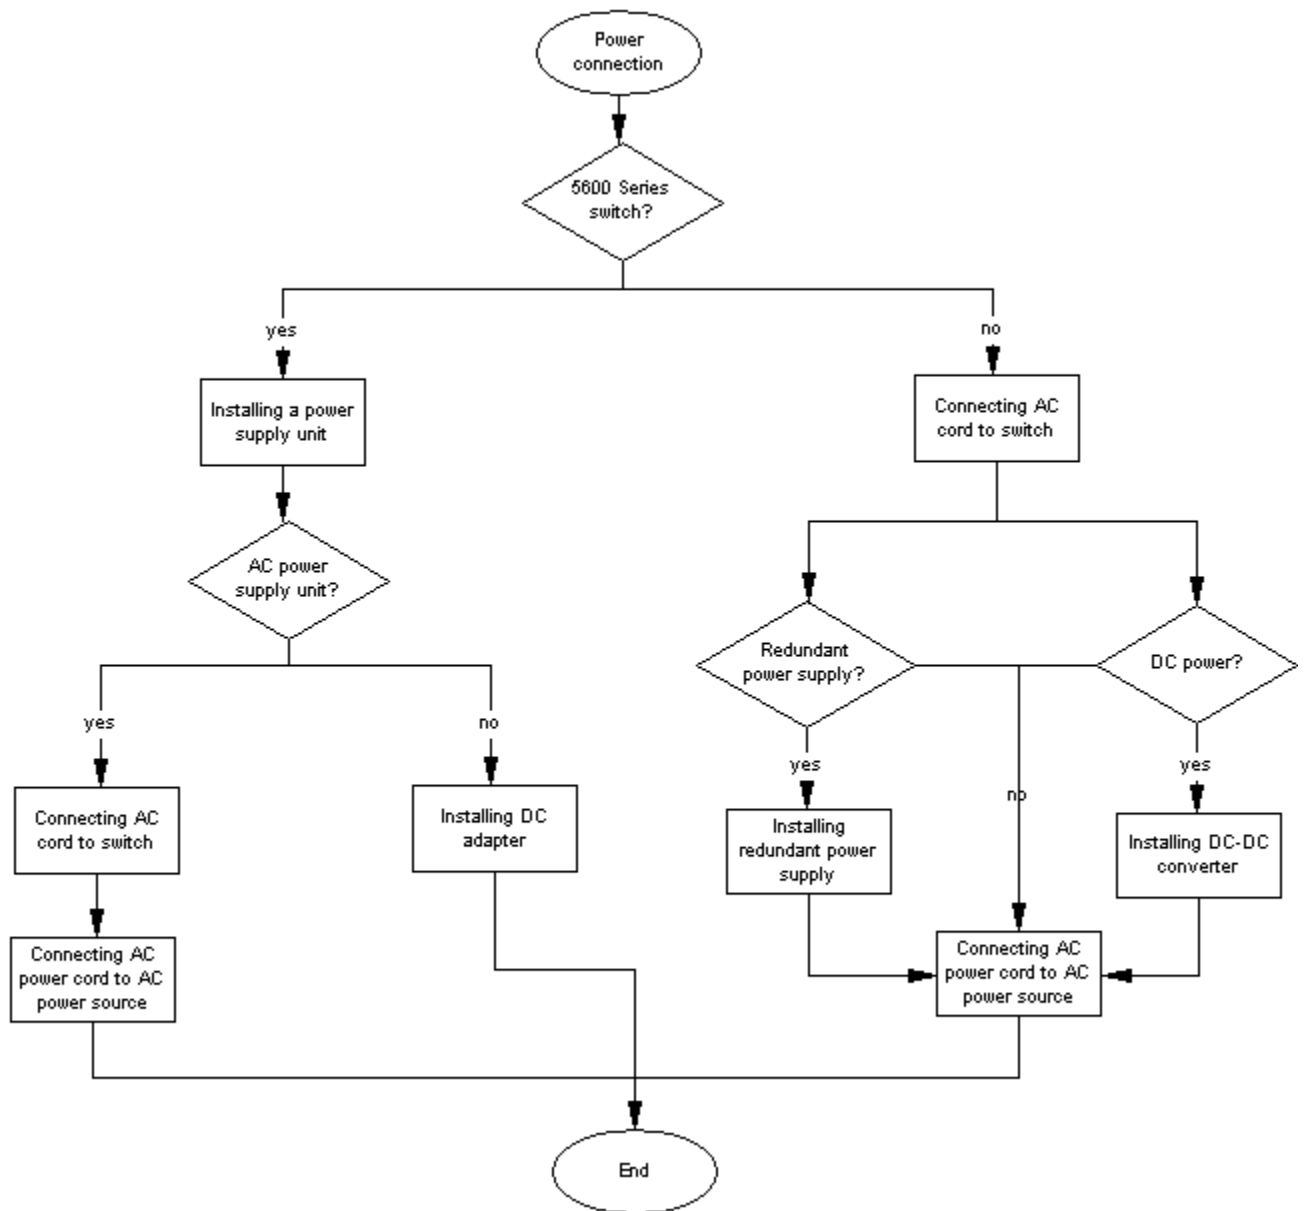 Power
connection
5600 Series
switch?
yes
no
Installing a power
supply unit
Connecting AC
cord to switch
AC power
supply unit?
Redundant
power supply?
DC power?
yes
no
yes
no
yes
Connecting AC
cord to switch
Installing DC
adapter
Installing
redundant power
supply
Installing DC-DC
converter
Connecting AC
power cord to AC
power source
Connecting AC
power cord to AC
power source
End